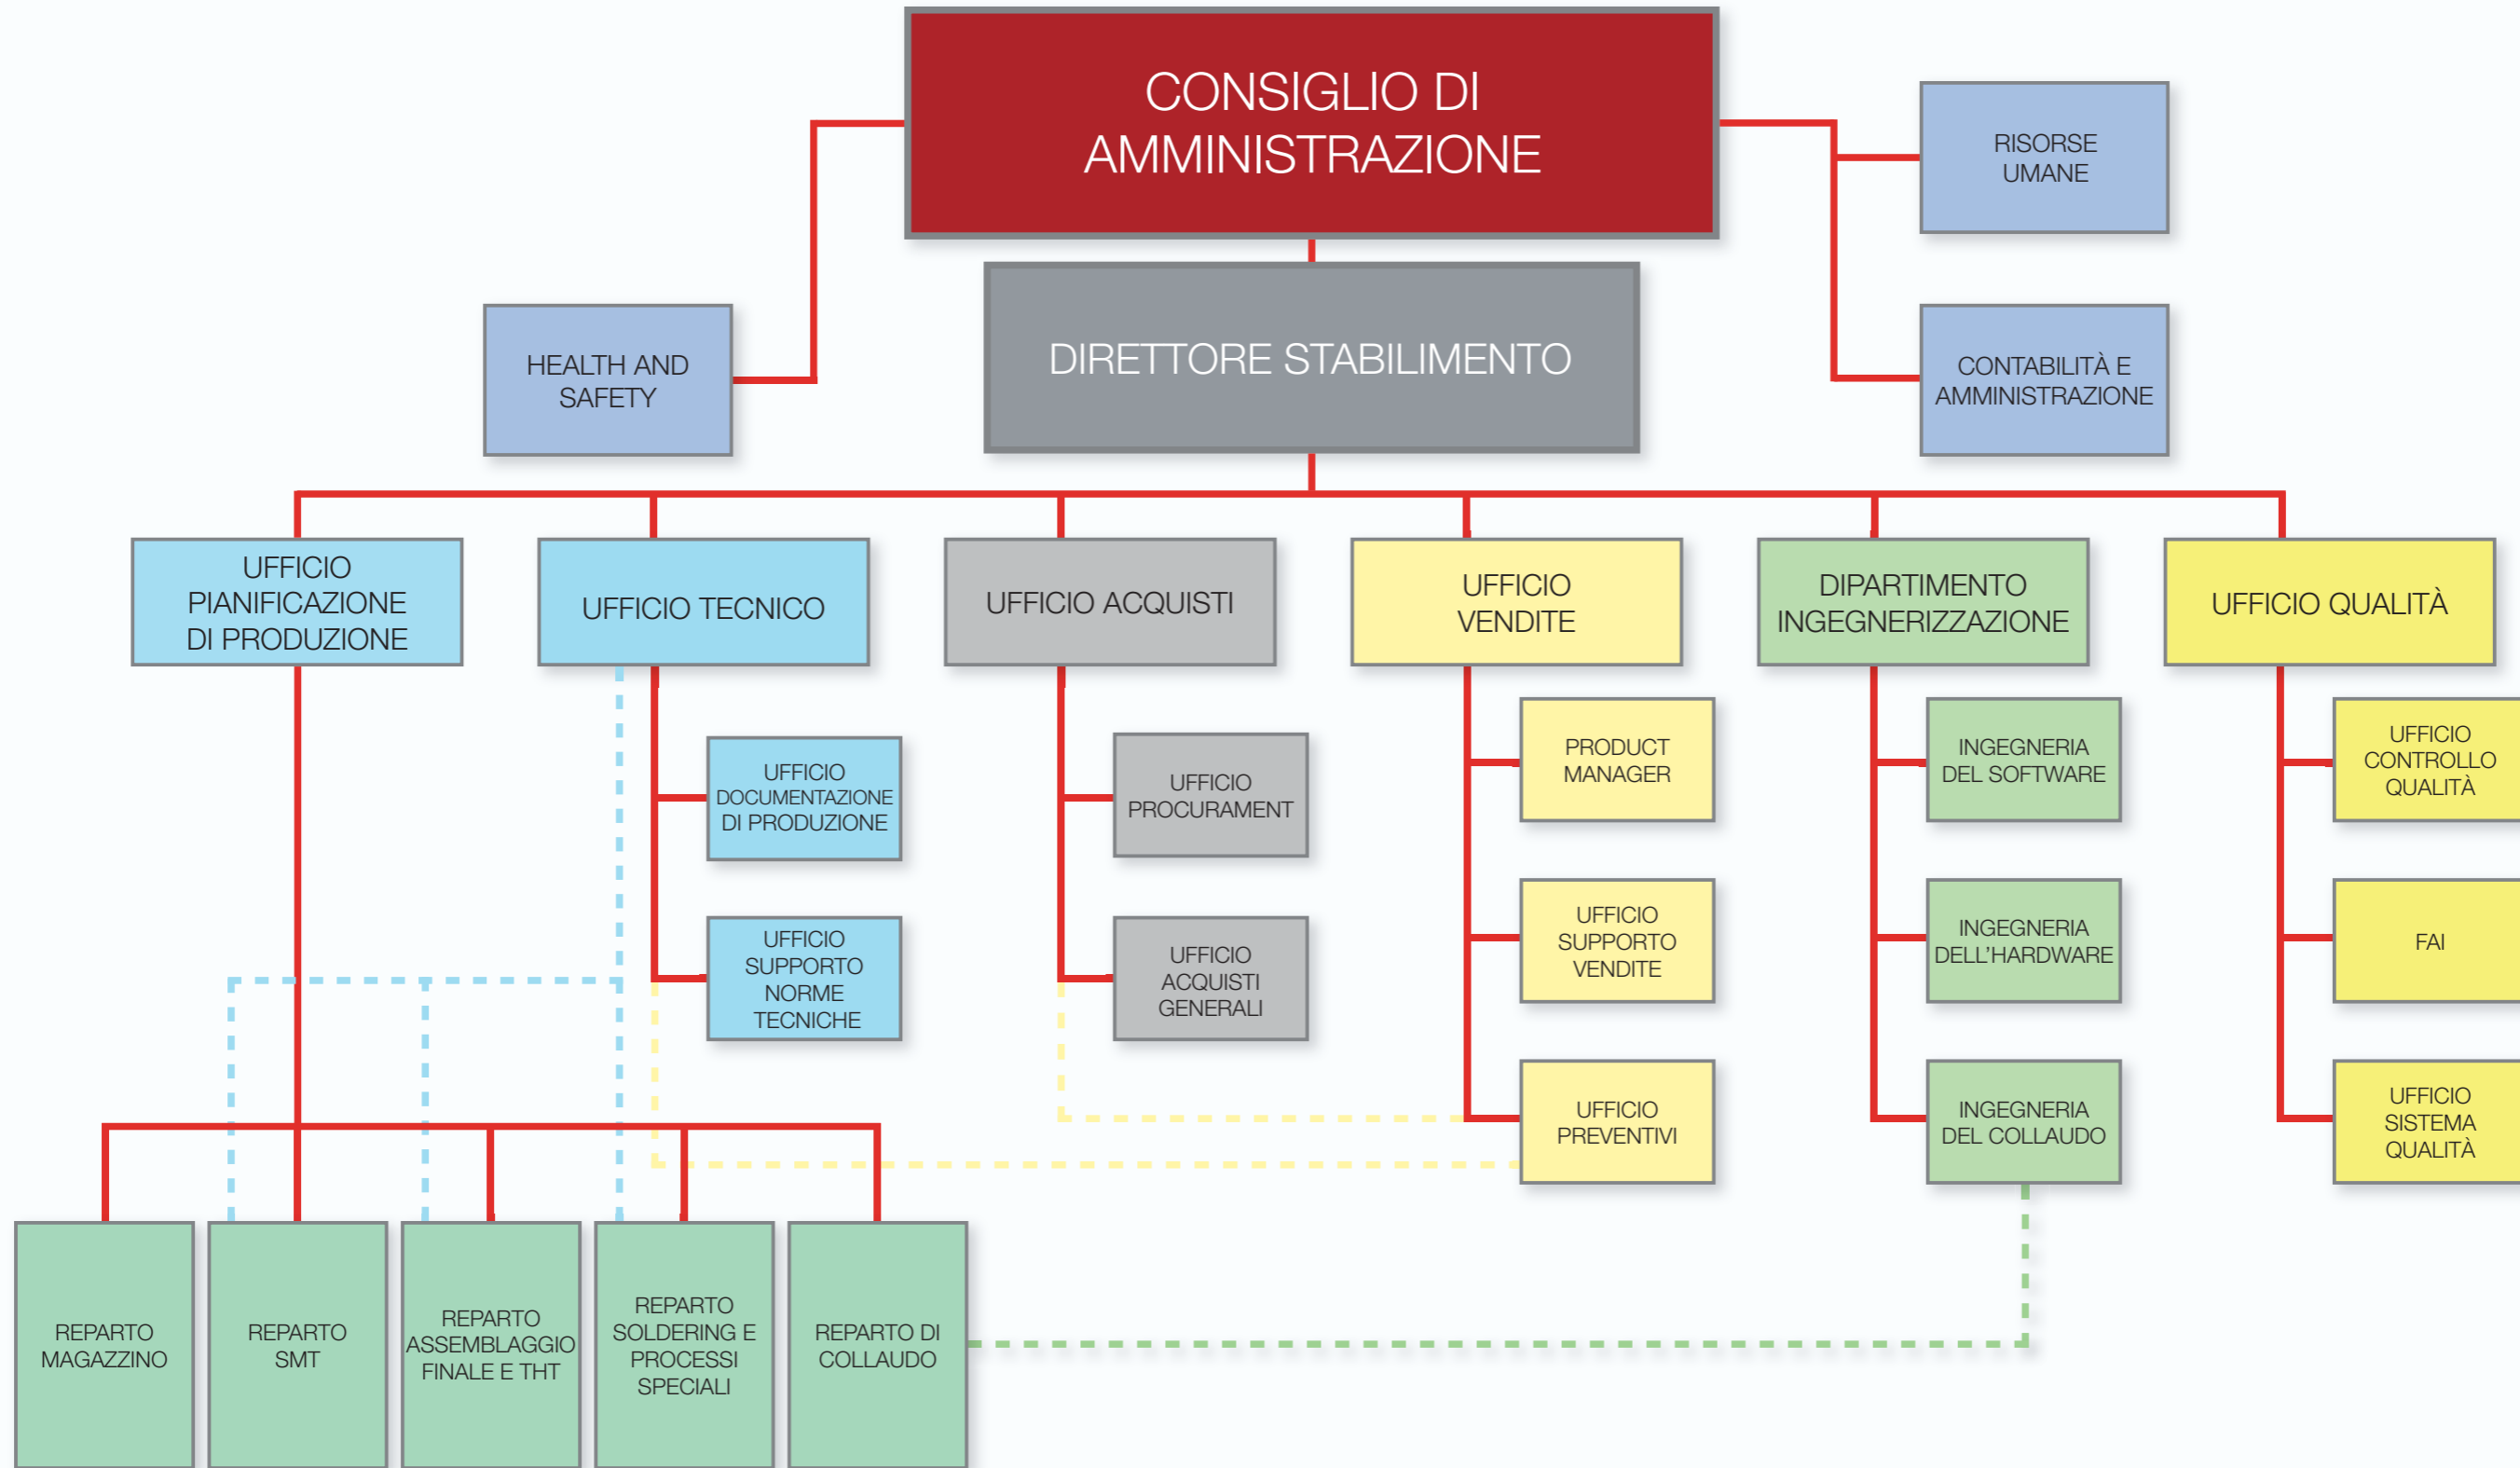 CONSIGLIO DI
AMMINISTRAZIONE
RISORSE
UMANE
HEALTH AND
SAFETY
DIRETTORE STABILIMENTO
CONTABILITÀ E
AMMINISTRAZIONE
UFFICIO
PIANIFICAZIONE
DI PRODUZIONE
UFFICIO TECNICO
UFFICIO ACQUISTI
UFFICIO
VENDITE
DIPARTIMENTO
INGEGNERIZZAZIONE
UFFICIO QUALITÀ
UFFICIO
DOCUMENTAZIONE
DI PRODUZIONE
UFFICIO
PROCURAMENT
PRODUCT
MANAGER
INGEGNERIA
DEL SOFTWARE
UFFICIO
CONTROLLO
QUALITÀ
UFFICIO
SUPPORTO
NORME
TECNICHE
UFFICIO
ACQUISTI
GENERALI
UFFICIO
SUPPORTO
VENDITE
INGEGNERIA
DELL'HARDWARE
FAI
UFFICIO
PREVENTIVI
INGEGNERIA
DEL COLLAUDO
UFFICIO
SISTEMA
QUALITÀ
REPARTO
MAGAZZINO
REPARTO
SMT
REPARTO
ASSEMBLAGGIO
FINALE E THT
REPARTO
SOLDERING E
PROCESSI
SPECIALI
REPARTO DI
COLLAUDO